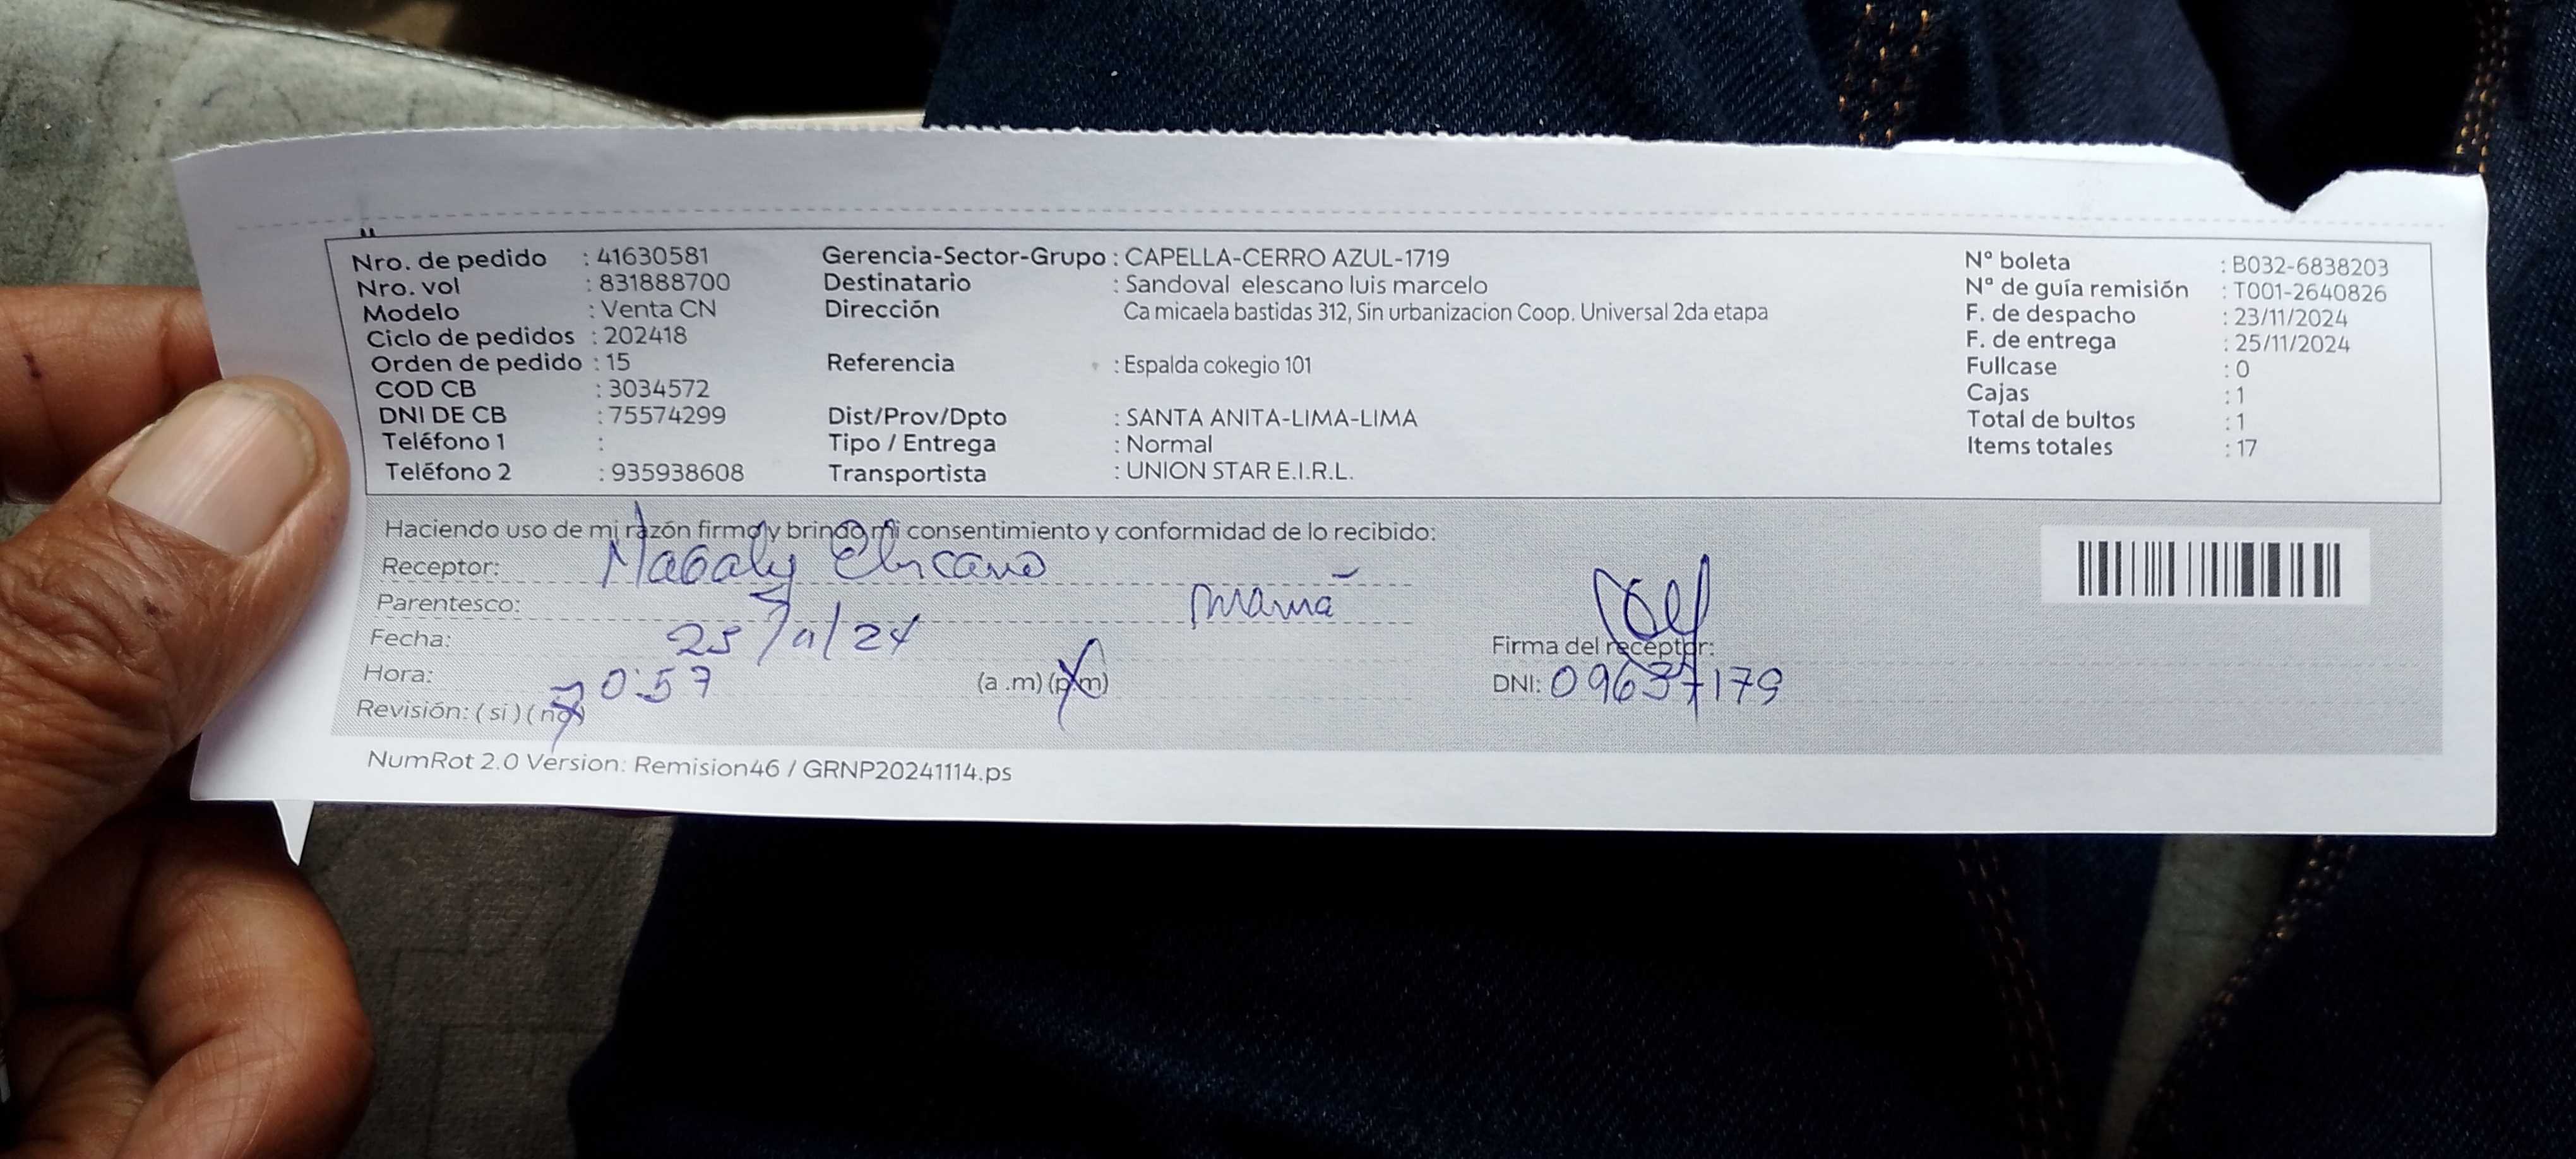 Nro. de pedido : 41630581 Gerencia-Sector-Grupo : CAPELLA-CERRO AZUL-1719 N° boleta : B032-6838203
Nro. vol : 831888700 Destinatario : Sandoval elescano luis marcelo N° de guía remisión : T001-2640826
Modelo : Venta CN Dirección Ca micaela bastidas 312, Sin urbanizacion Coop. Universal 2da etapa F. de despacho : 23/11/2024
Ciclo de pedidos : 202418 F. de entrega : 25/11/2024
Orden de pedido : 15 Referencia : Espalda cokegio 101 Fullcase : 0
COD CB : 3034572 Cajas : 1
DNI DE CB : 75574299 Dist/Prov/Dpto : SANTA ANITA-LIMA-LIMA Total de bultos : 1
Teléfono 1 : Tipo / Entrega : Normal Items totales : 17
Teléfono 2 : 935938608 Transportista : UNION STAR E.I.R.L.
Haciendo uso de mi razón firmo y brindo mi consentimiento y conformidad de lo recibido:
Receptor: Magaly
Parentesco: mamá
Fecha: 25/11/24
Firma del receptor:
Hora: 0:57 (a .m) (p.m)
DNI: 09637179
Revisión: ( si ) ( no )
NumRot 2.0 Version: Remision46 / GRNP20241114.ps